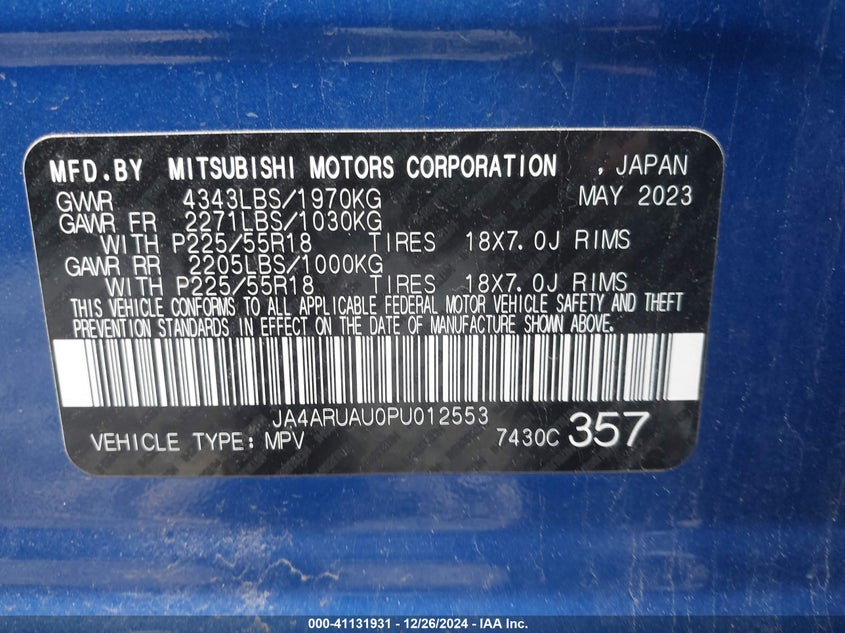 MFD.BY MITSUBISHI MOTORS CORPORATION , JAPAN
GVWR 4343LBS/1970KG MAY 2023
GAWR FR 2271LBS/1030KG
WITH P225/55R18 TIRES 18X7.0J RIMS
GAWR RR 2205LBS/1000KG
WITH P225/55R18 TIRES 18X7.0J RIMS
THIS VEHICLE CONFORMS TO ALL APPLICABLE FEDERAL MOTOR VEHICLE SAFETY AND THEFT
PREVENTION STANDARDS IN EFFECT ON THE DATE OF MANUFACTURE SHOWN ABOVE.
JA4ARUAU0PU012553
VEHICLE TYPE: MPV 7430C 357
000-41131931 - 12/26/2024 - IAA Inc.